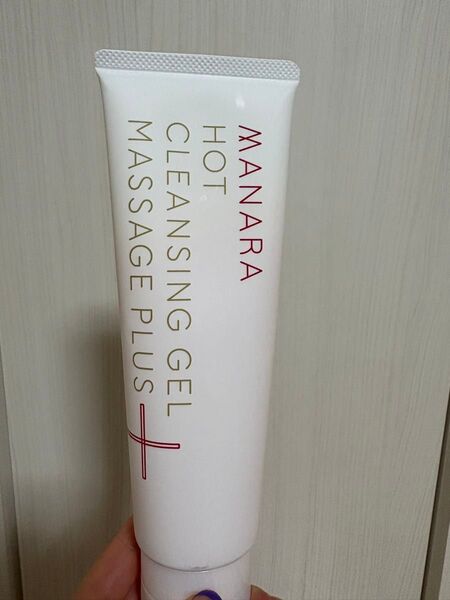 MANARA
HOT
CLEANSING GEL
MASSAGE PLUS